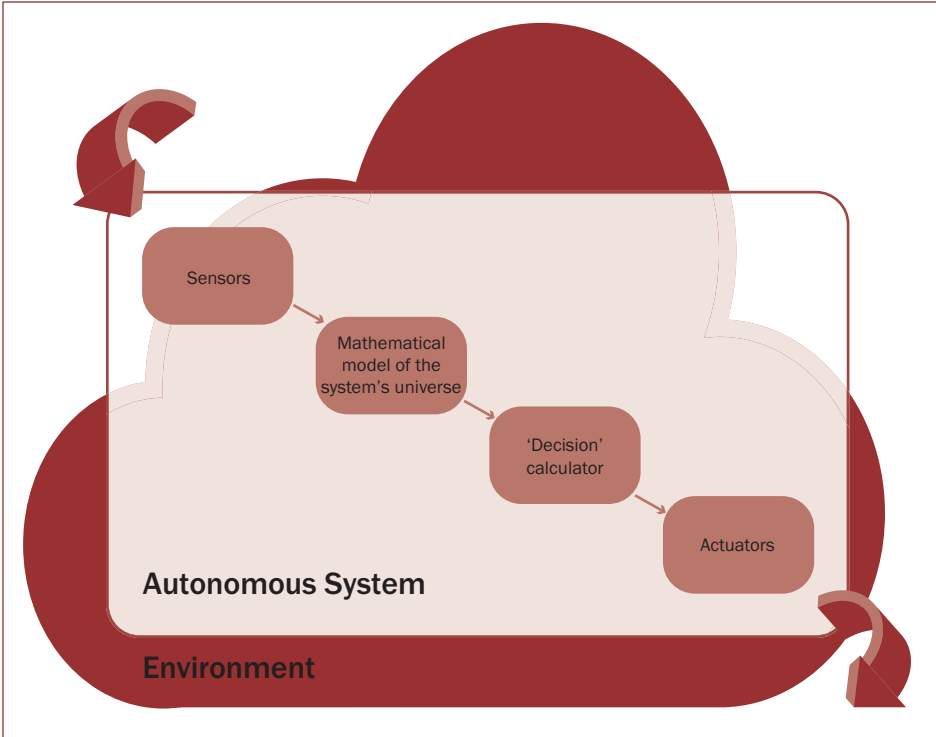 Sensors
Mathematical
model of the
system’s universe
‘Decision’
calculator
Actuators
Autonomous System
Environment